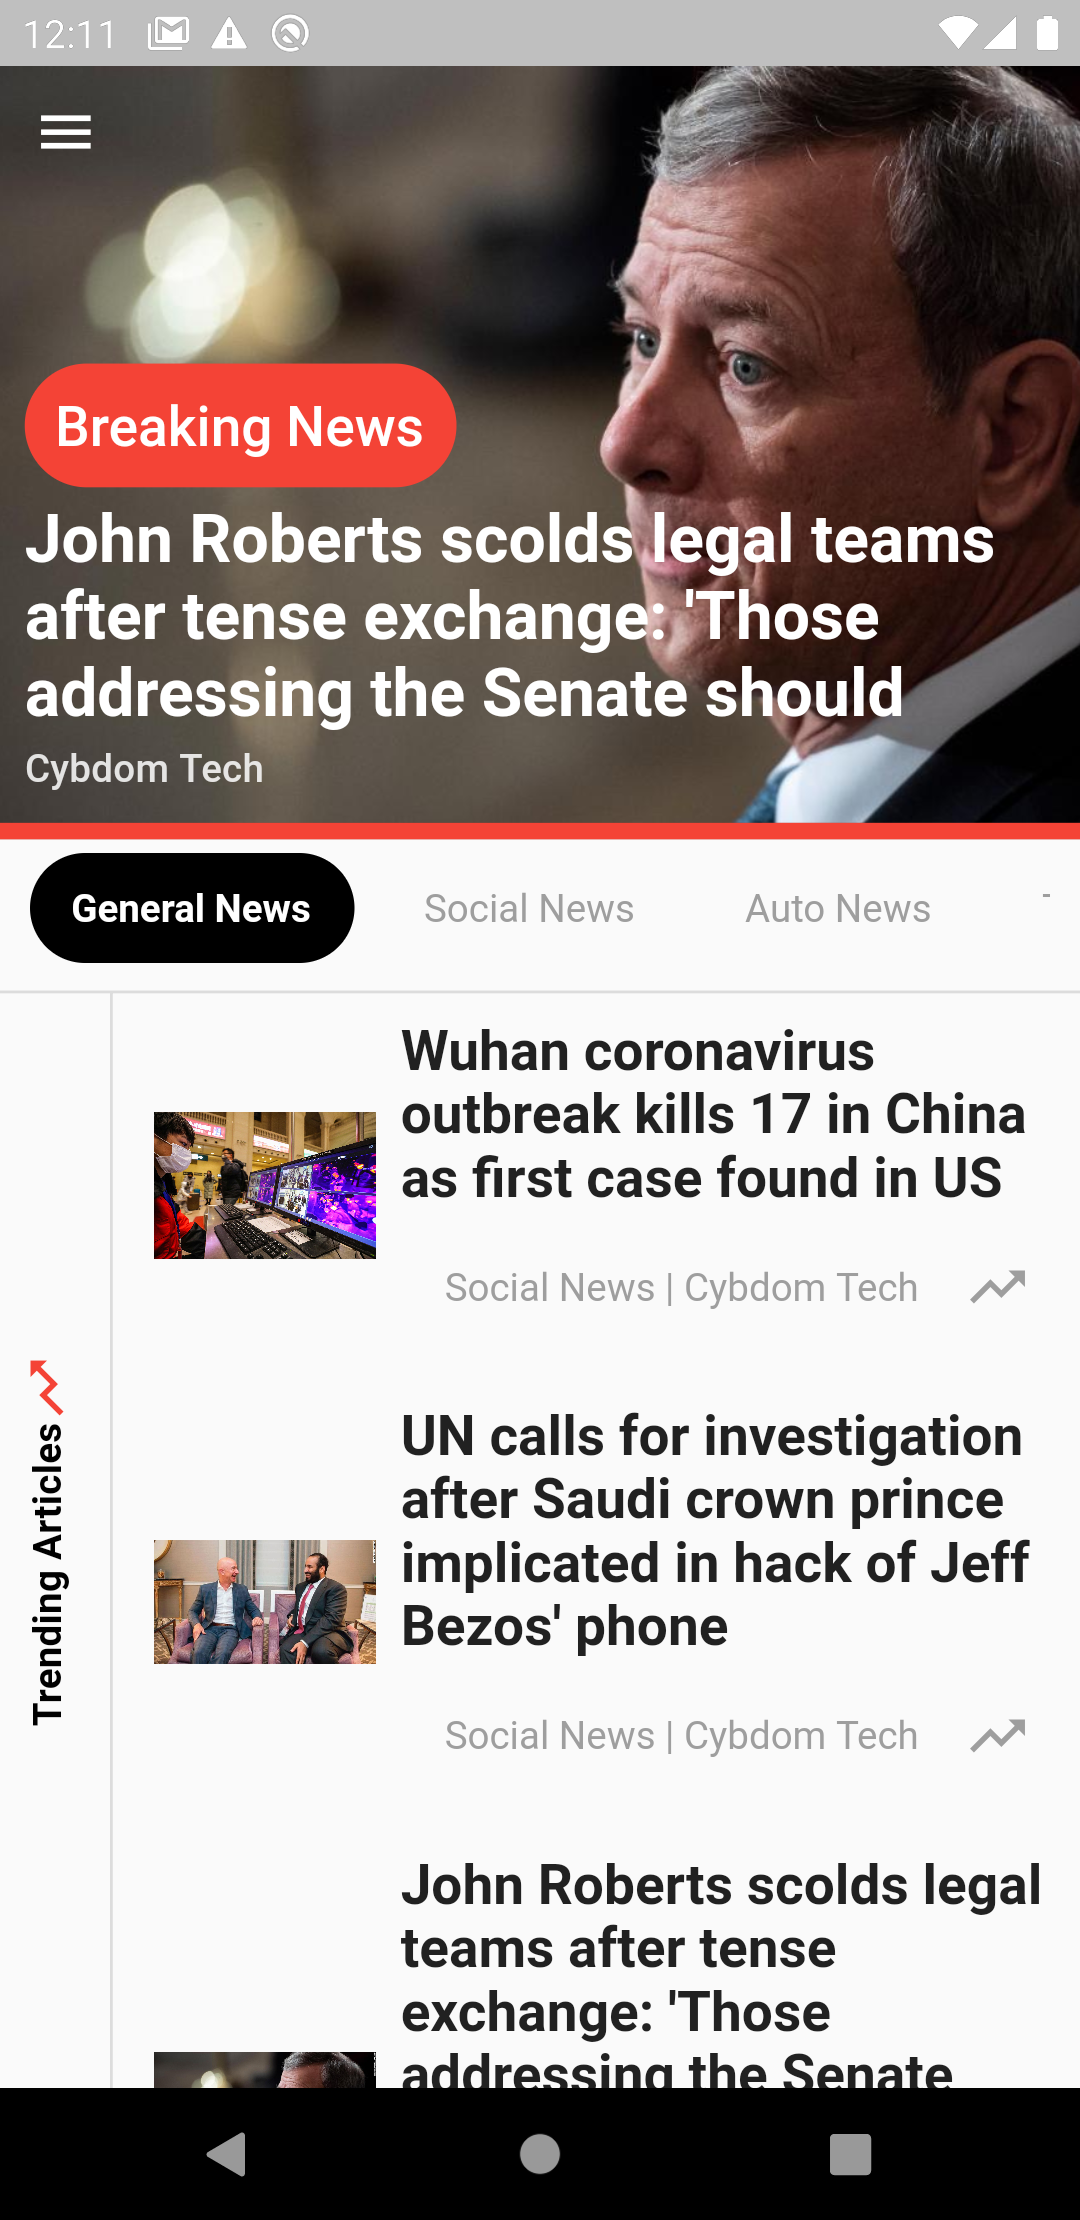 12:11
Breaking News
John Roberts scolds legal teams
after tense exchange: 'Those
addressing the Senate should
Cybdom Tech
General News
Social News
Auto News
Trending Articles
Wuhan coronavirus
outbreak kills 17 in China
as first case found in US
Social News | Cybdom Tech
UN calls for investigation
after Saudi crown prince
implicated in hack of Jeff
Bezos' phone
Social News | Cybdom Tech
John Roberts scolds legal
teams after tense
exchange: 'Those
addressing the Senate